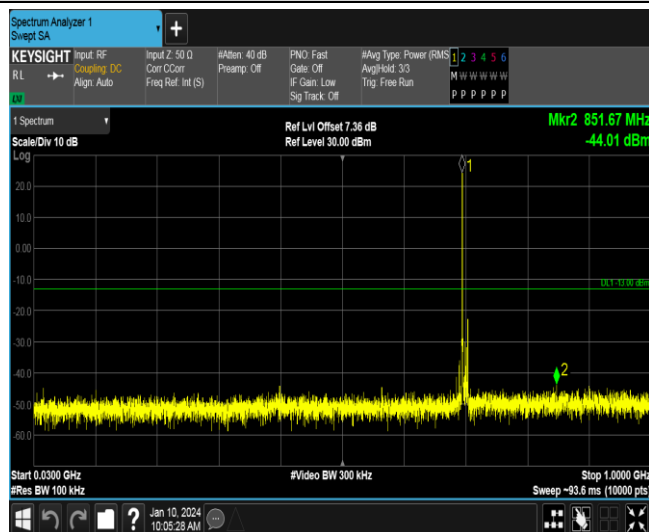 Spectrum Analyzer 1
Swept SA
+
KEYSIGHT
RL
LXI
Input: RF
Coupling: DC
Align: Auto
Input Z: 50 Ω
Corr CCorr
Freq Ref: Int (S)
#Atten: 40 dB
Preamp: Off
PNO: Fast
Gate: Off
IF Gain: Low
Sig Track: Off
#Avg Type: Power (RMS
Avg|Hold: 3/3
Trig: Free Run
1 2 3 4 5 6
M W W W W W
P P P P P P
1 Spectrum
Scale/Div 10 dB
Log
Ref Lvl Offset 7.36 dB
Ref Level 30.00 dBm
Mkr2 851.67 MHz
-44.01 dBm
1
20.0
10.0
0.00
-10.0
DL1 -13.00 dBm
-20.0
-30.0
-40.0
2
-50.0
-60.0
Start 0.0300 GHz
#Res BW 100 kHz
#Video BW 300 kHz
Stop 1.0000 GHz
Sweep ~93.6 ms (10000 pts)
?
Jan 10, 2024
10:05:28 AM